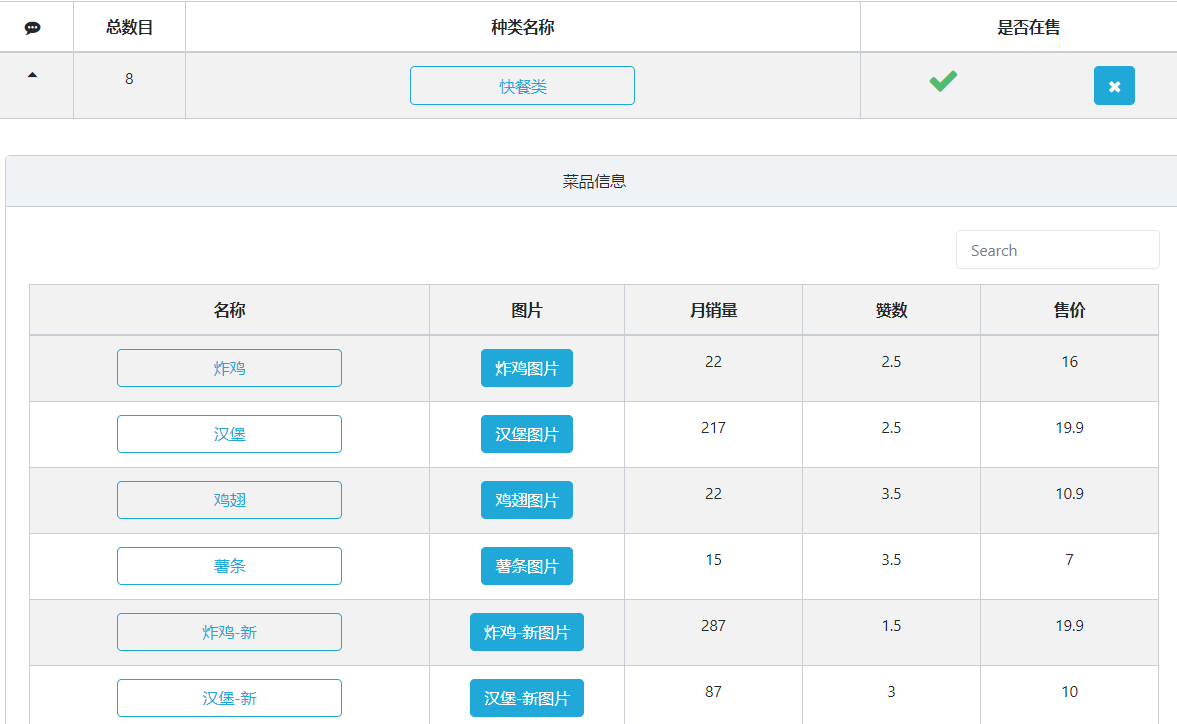 总数目 种类名称 是否在售
8 快餐类
菜品信息
Search
名称 图片 月销量 赞数 售价
炸鸡 炸鸡图片 22 2.5 16
汉堡 汉堡图片 217 2.5 19.9
鸡翅 鸡翅图片 22 3.5 10.9
薯条 薯条图片 15 3.5 7
炸鸡-新 炸鸡-新图片 287 1.5 19.9
汉堡-新 汉堡-新图片 87 3 10